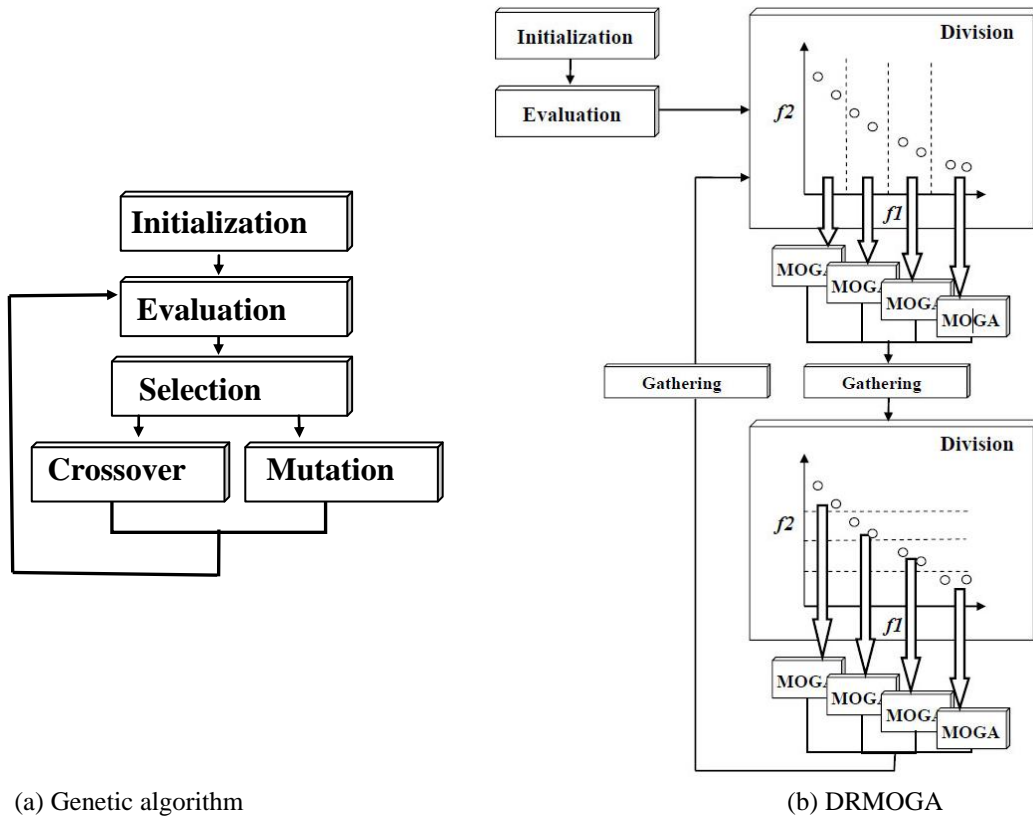 Initialization
Evaluation
Selection
Crossover
Mutation
(a) Genetic algorithm
Initialization
Evaluation
Division
f2
f1
MOGA
MOGA
MOGA
MOGA
Gathering
Gathering
Division
f2
f1
MOGA
MOGA
MOGA
MOGA
(b) DRMOGA